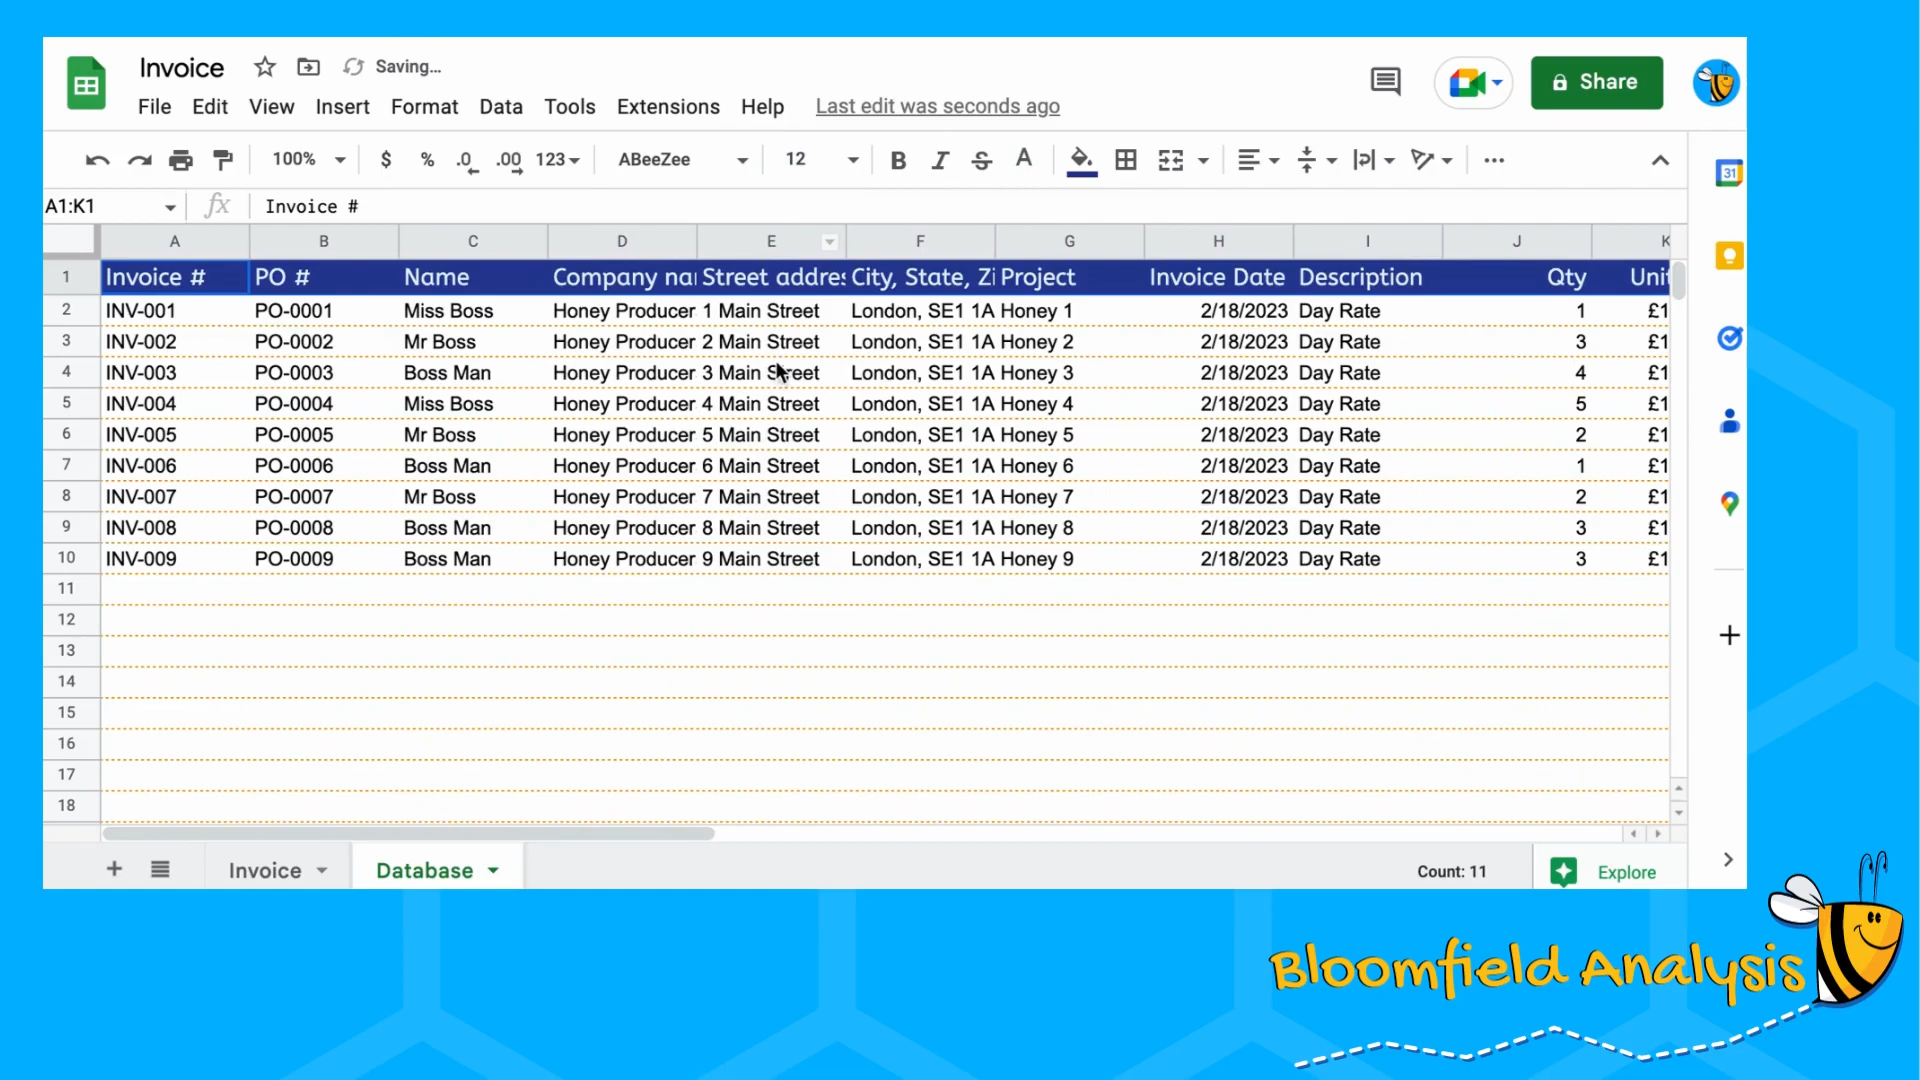 Invoice Saving...
File Edit View Insert Format Data Tools Extensions Help Last edit was seconds ago
Share
100% $ % .0 .00 123 ABeeZee 12 B I S A
31
A1:K1 fx Invoice #
A B C D E F G H I J K
1 Invoice # PO # Name Company nar Street addres City, State, Zi Project Invoice Date Description Qty Unit
2 INV-001 PO-0001 Miss Boss Honey Producer 1 Main Street London, SE1 1A Honey 1 2/18/2023 Day Rate 1 £1
3 INV-002 PO-0002 Mr Boss Honey Producer 2 Main Street London, SE1 1A Honey 2 2/18/2023 Day Rate 3 £1
4 INV-003 PO-0003 Boss Man Honey Producer 3 Main Street London, SE1 1A Honey 3 2/18/2023 Day Rate 4 £1
5 INV-004 PO-0004 Miss Boss Honey Producer 4 Main Street London, SE1 1A Honey 4 2/18/2023 Day Rate 5 £1
6 INV-005 PO-0005 Mr Boss Honey Producer 5 Main Street London, SE1 1A Honey 5 2/18/2023 Day Rate 2 £1
7 INV-006 PO-0006 Boss Man Honey Producer 6 Main Street London, SE1 1A Honey 6 2/18/2023 Day Rate 1 £1
8 INV-007 PO-0007 Mr Boss Honey Producer 7 Main Street London, SE1 1A Honey 7 2/18/2023 Day Rate 2 £1
9 INV-008 PO-0008 Boss Man Honey Producer 8 Main Street London, SE1 1A Honey 8 2/18/2023 Day Rate 3 £1
10 INV-009 PO-0009 Boss Man Honey Producer 9 Main Street London, SE1 1A Honey 9 2/18/2023 Day Rate 3 £1
11
12
13
14
15
16
17
18
Invoice Database Count: 11 Explore
Bloomfield Analysis